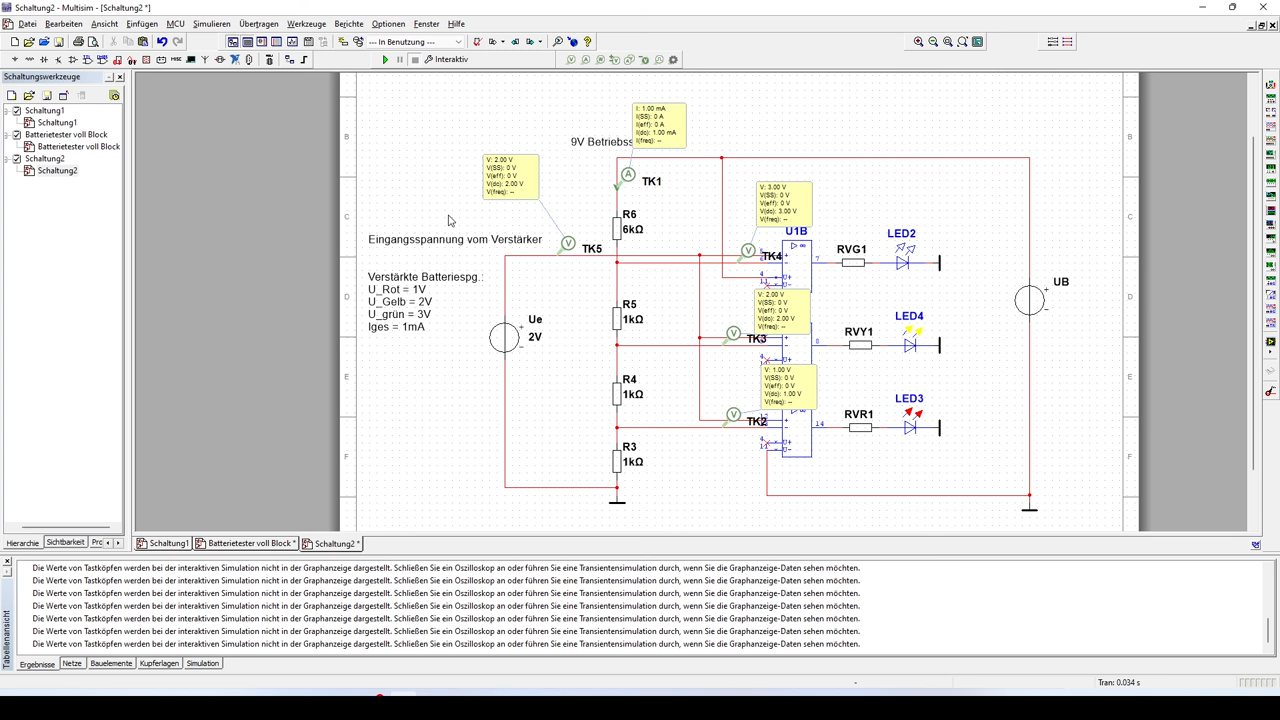 Schaltung2 - Multisim - [Schaltung2 *]
Datei Bearbeiten Ansicht Einfügen MCU Simulieren Übertragen Werkzeuge Berichte Optionen Fenster Hilfe
--- In Benutzung ---
Interaktiv
Schaltungswerkzeuge
Schaltung1
Schaltung1
Batterietester voll Block
Batterietester voll Block
Schaltung2
Schaltung2
Hierarchie Sichtbarkeit
B
C
D
E
F
B
C
D
E
F
I: 1.00 mA
I(SS): 0 A
I(eff): 0 A
I(dc): 1.00 mA
I(freq): --
9V Betriebss
V: 2.00 V
V(SS): 0 V
V(eff): 0 V
V(dc): 2.00 V
V(freq): --
A
TK1
V: 3.00 V
V(SS): 0 V
V(eff): 0 V
V(dc): 3.00 V
V(freq): --
R6
6kΩ
U1B
LED2
Eingangsspannung vom Verstärker
V
TK5
V
TK4
RVG1
7
Verstärkte Batteriespg.:
U_Rot = 1V
U_Gelb = 2V
U_grün = 3V
Iges = 1mA
UB
V: 2.00 V
V(SS): 0 V
V(eff): 0 V
V(dc): 2.00 V
V(freq): --
R5
1kΩ
Ue
2V
LED4
V
TK3
RVY1
8
V: 1.00 V
V(SS): 0 V
V(eff): 0 V
V(dc): 1.00 V
V(freq): --
R4
1kΩ
LED3
V
TK2
RVR1
14
R3
1kΩ
U+
U-
Schaltung1 Batterietester voll Block * Schaltung2 *
Die Werte von Tastköpfen werden bei der interaktiven Simulation nicht in der Graphanzeige dargestellt. Schließen Sie ein Oszilloskop an oder führen Sie eine Transientensimulation durch, wenn Sie die Graphanzeige-Daten sehen möchten.
Die Werte von Tastköpfen werden bei der interaktiven Simulation nicht in der Graphanzeige dargestellt. Schließen Sie ein Oszilloskop an oder führen Sie eine Transientensimulation durch, wenn Sie die Graphanzeige-Daten sehen möchten.
Die Werte von Tastköpfen werden bei der interaktiven Simulation nicht in der Graphanzeige dargestellt. Schließen Sie ein Oszilloskop an oder führen Sie eine Transientensimulation durch, wenn Sie die Graphanzeige-Daten sehen möchten.
Die Werte von Tastköpfen werden bei der interaktiven Simulation nicht in der Graphanzeige dargestellt. Schließen Sie ein Oszilloskop an oder führen Sie eine Transientensimulation durch, wenn Sie die Graphanzeige-Daten sehen möchten.
Die Werte von Tastköpfen werden bei der interaktiven Simulation nicht in der Graphanzeige dargestellt. Schließen Sie ein Oszilloskop an oder führen Sie eine Transientensimulation durch, wenn Sie die Graphanzeige-Daten sehen möchten.
Die Werte von Tastköpfen werden bei der interaktiven Simulation nicht in der Graphanzeige dargestellt. Schließen Sie ein Oszilloskop an oder führen Sie eine Transientensimulation durch, wenn Sie die Graphanzeige-Daten sehen möchten.
Die Werte von Tastköpfen werden bei der interaktiven Simulation nicht in der Graphanzeige dargestellt. Schließen Sie ein Oszilloskop an oder führen Sie eine Transientensimulation durch, wenn Sie die Graphanzeige-Daten sehen möchten.
Tabellenansicht
Ergebnisse Netze Bauelemente Kupferlagen Simulation
Tran: 0.034 s